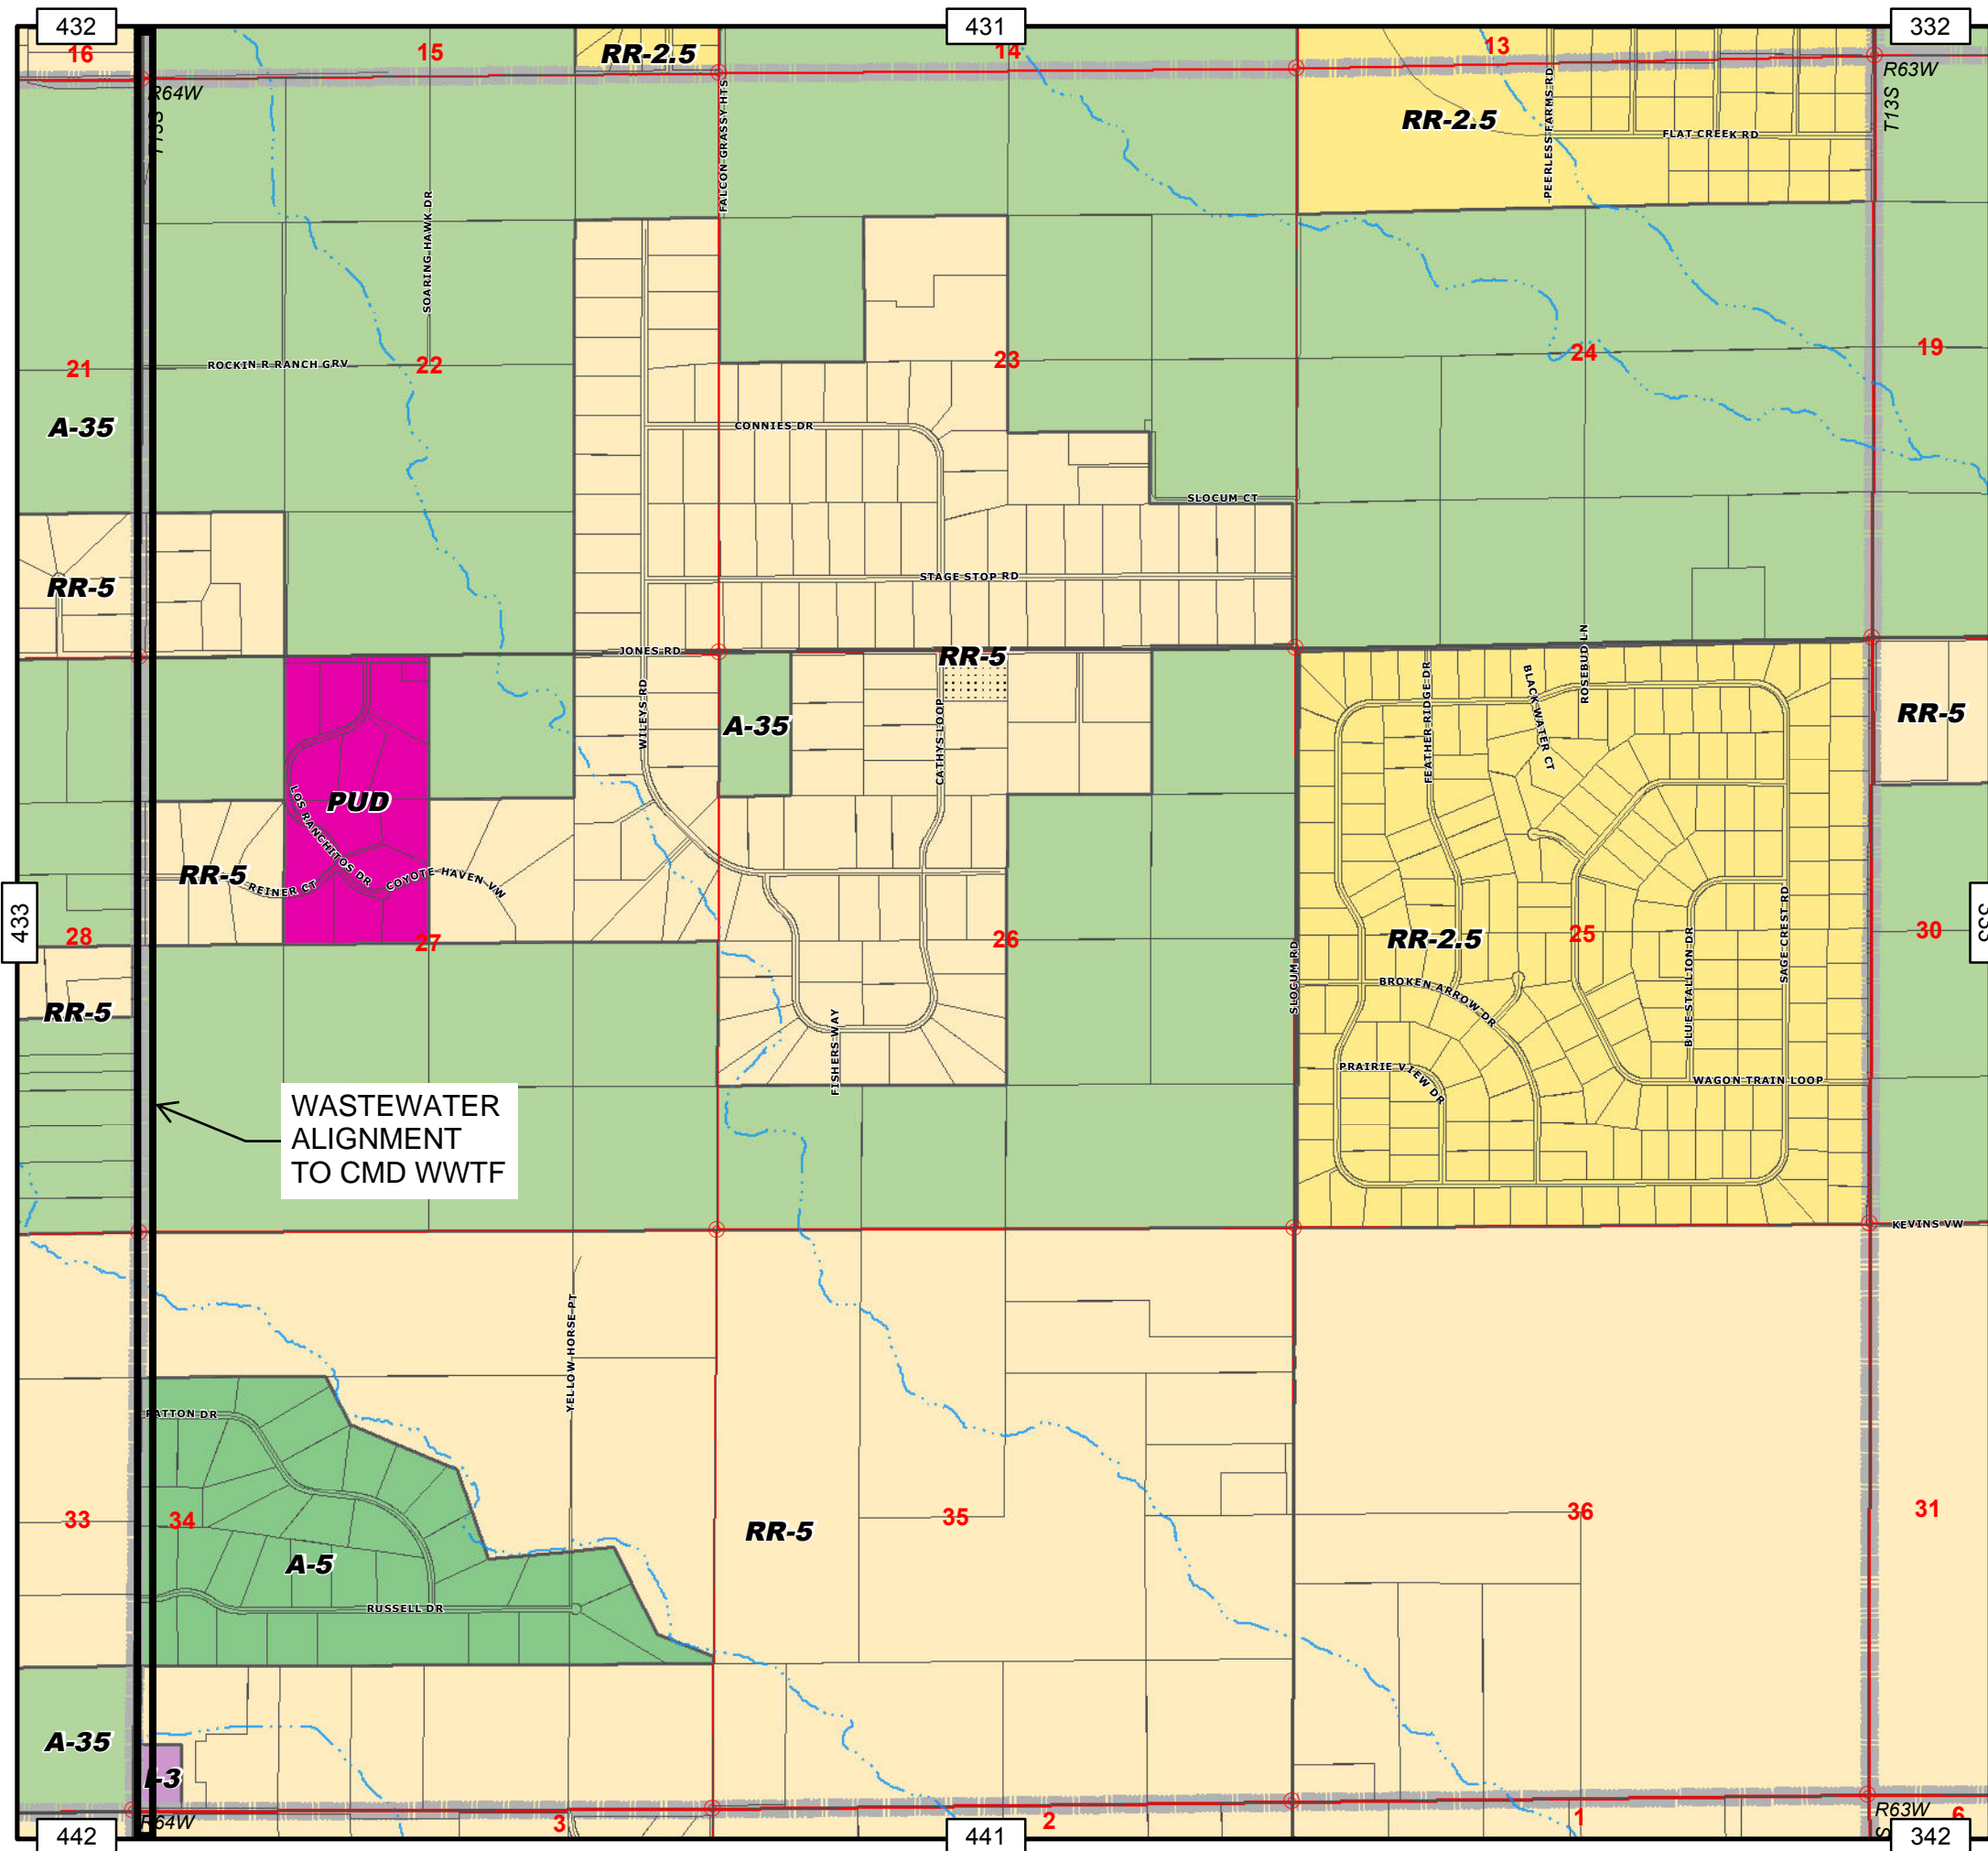 432
431
332
16
15
RR-2.5
14
13
R64W
T13S
R63W
T13S
FALCON GRASSY HTS
RR-2.5
PEERLESS FARMS RD
FLAT CREEK RD
SOARING HAWK DR
21
ROCKIN R RANCH GRV
22
23
24
19
A-35
CONNIES DR
SLOCUM CT
RR-5
STAGE STOP RD
JONES RD
RR-5
ROSEBUD LN
WILEYS RD
A-35
CATHYS LOOP
FEATHER RIDGE DR
BLACK WATER CT
RR-5
PUD
LOS RANCHITOS DR
RR-5
REINER CT
COYOTE HAVEN VW
433
28
27
26
SLOCUM RD
RR-2.5
25
SAGE CREST RD
BLUE STALLION DR
30
RR-5
BROKEN ARROW DR
FISHERS WAY
PRAIRIE VIEW DR
WAGON TRAIN LOOP
WASTEWATER
ALIGNMENT
TO CMD WWTF
KEVINS VW
YELLOW HORSE PT
PATTON DR
33
34
35
36
31
RR-5
A-5
RUSSELL DR
A-35
I-3
R64W
3
2
1
R63W
6
442
441
342